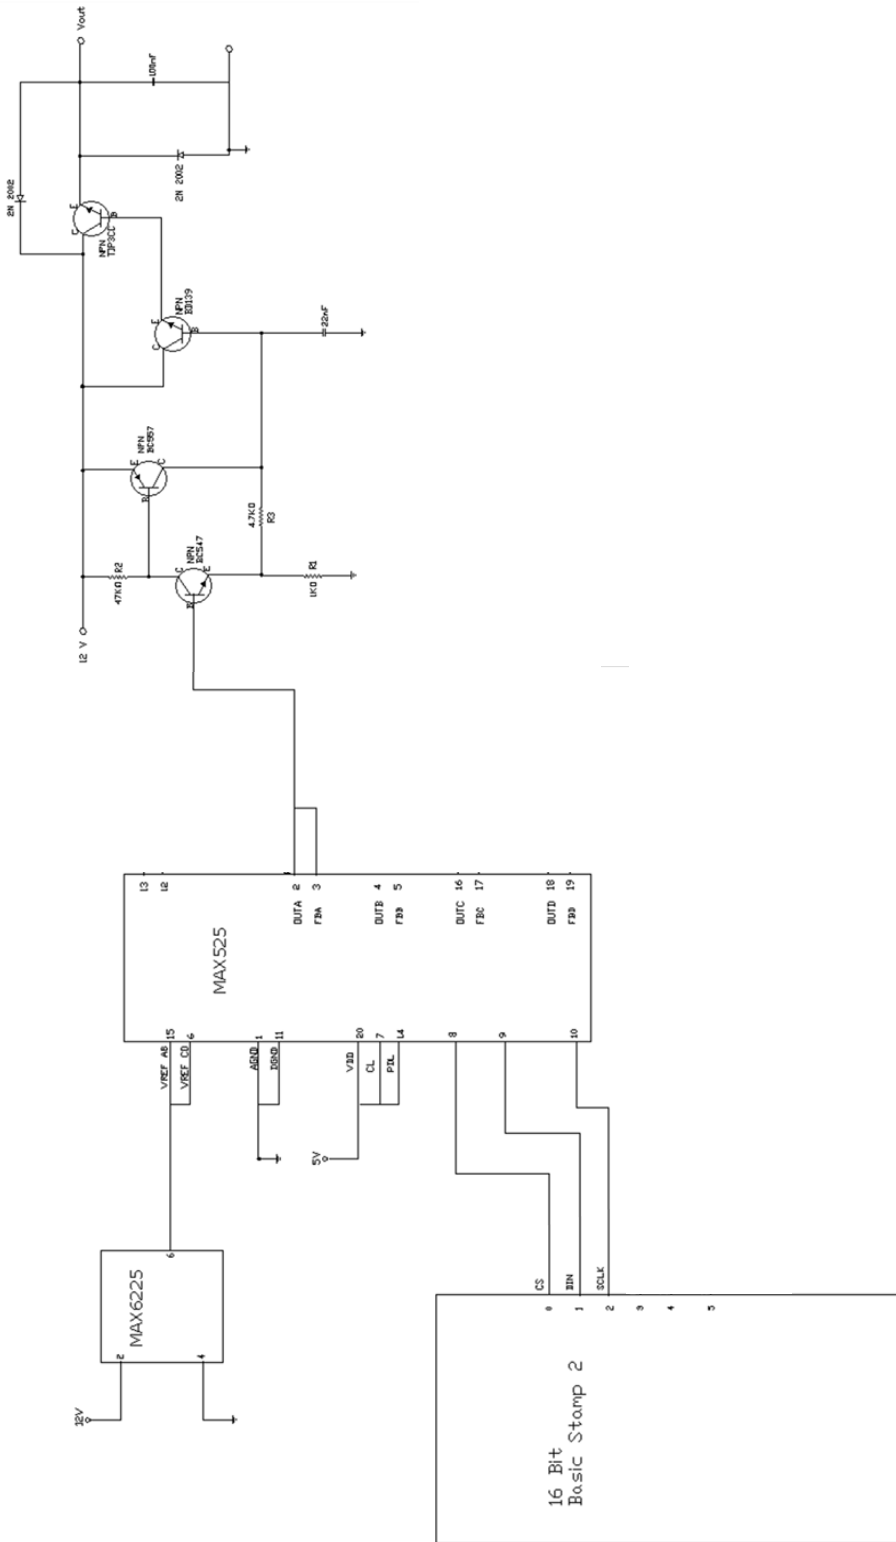 12V
2
4
MAX6225
6
VREF AB 15
VREF CD 6
AGND 1
DGND 11
5V
VDD 20
CL 7
PDL 14
8
9
10
MAX525
13
12
OUTA 2
FBA 3
OUTB 4
FBB 5
OUTC 16
FBC 17
OUTD 18
FBD 19
16 Bit
Basic Stamp 2
0 CS
1 DIN
2 SCLK
3
4
5
12 V
47KΩ R2
B
C
E
NPN
BC547
1KΩ R1
4.7KΩ
R3
B
E
C
NPN
BC557
C
E
B
NPN
BD139
22nF
C
E
B
NPN
TIP3CC
2N 2002
2N 2002
100nF
Vout